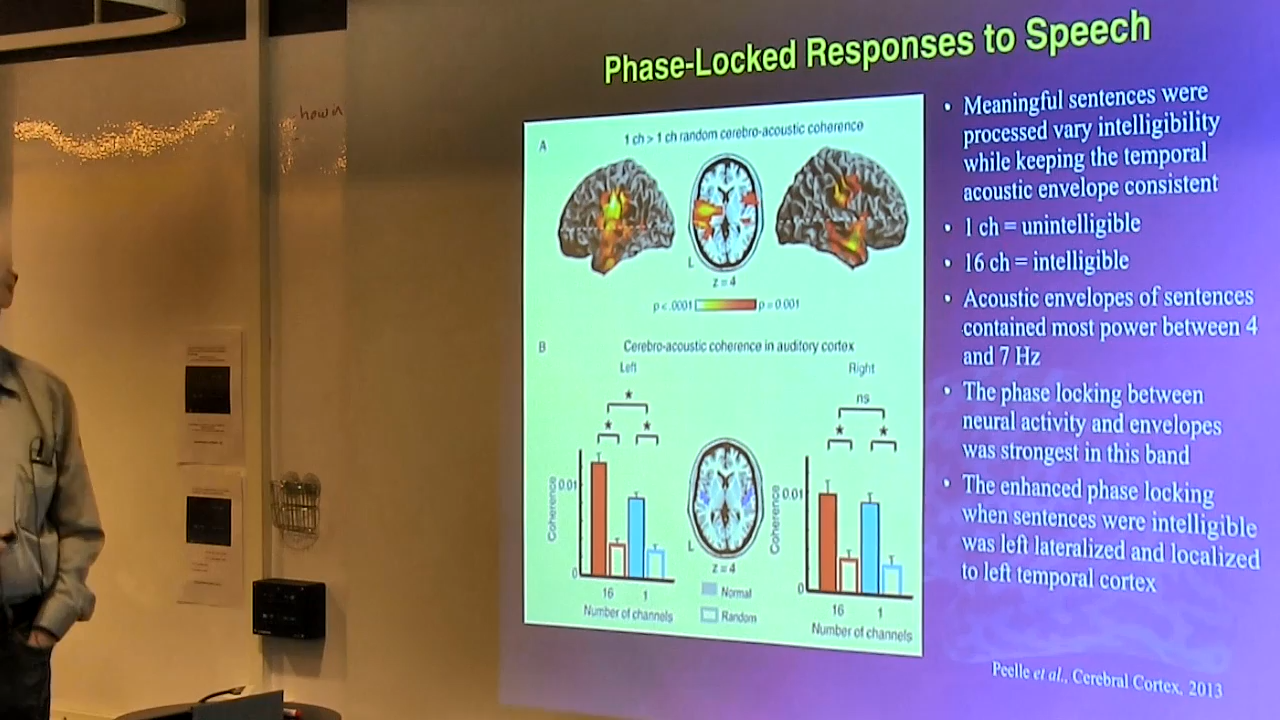 how in
Phase-Locked Responses to Speech
A
1 ch > 1 ch random cerebro-acoustic coherence
L
z = 4
p < .0001
p = 0.001
B
Cerebro-acoustic coherence in auditory cortex
Left
Right
*
ns
* *
* *
Coherence
0.01
0
16 1
Number of channels
L
z = 4
Normal
Random
Coherence
0.01
0
16 1
Number of channels
• Meaningful sentences were
processed vary intelligibility
while keeping the temporal
acoustic envelope consistent
• 1 ch = unintelligible
• 16 ch = intelligible
• Acoustic envelopes of sentences
contained most power between 4
and 7 Hz
• The phase locking between
neural activity and envelopes
was strongest in this band
• The enhanced phase locking
when sentences were intelligible
was left lateralized and localized
to left temporal cortex
Peelle et al., Cerebral Cortex, 2013